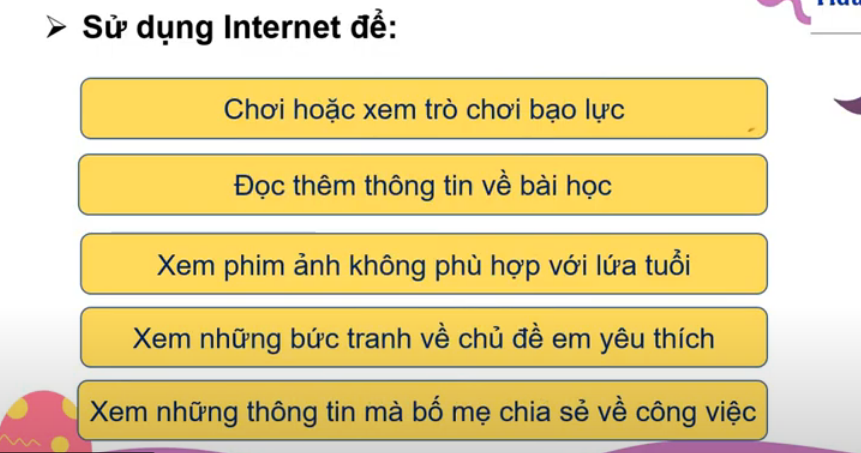 Sử dụng Internet để:
Chơi hoặc xem trò chơi bạo lực
Đọc thêm thông tin về bài học
Xem phim ảnh không phù hợp với lứa tuổi
Xem những bức tranh về chủ đề em yêu thích
Xem những thông tin mà bố mẹ chia sẻ về công việc